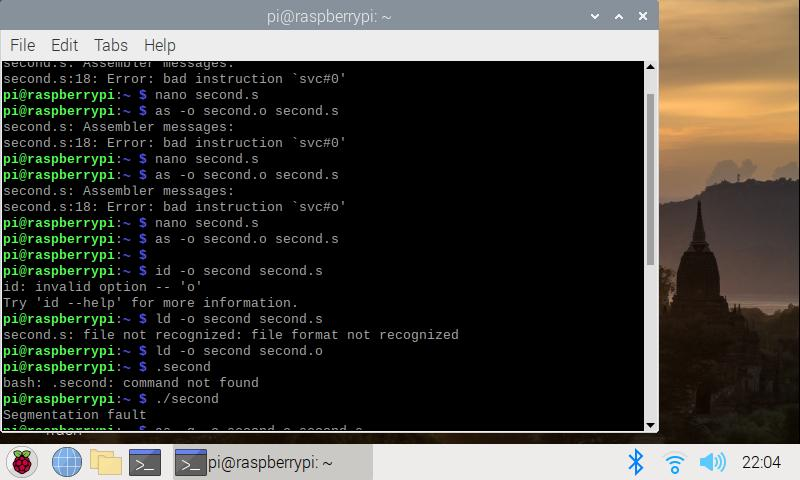 pi@raspberrypi: ~
File Edit Tabs Help
second.s: Assembler messages:
second.s:18: Error: bad instruction `svc#0'
pi@raspberrypi:~ $ nano second.s
pi@raspberrypi:~ $ as -o second.o second.s
second.s: Assembler messages:
second.s:18: Error: bad instruction `svc#0'
pi@raspberrypi:~ $ nano second.s
pi@raspberrypi:~ $ as -o second.o second.s
second.s: Assembler messages:
second.s:18: Error: bad instruction `svc#o'
pi@raspberrypi:~ $ nano second.s
pi@raspberrypi:~ $ as -o second.o second.s
pi@raspberrypi:~ $
pi@raspberrypi:~ $ id -o second second.s
id: invalid option -- 'o'
Try 'id --help' for more information.
pi@raspberrypi:~ $ ld -o second second.s
second.s: file not recognized: file format not recognized
pi@raspberrypi:~ $ ld -o second second.o
pi@raspberrypi:~ $ .second
bash: .second: command not found
pi@raspberrypi:~ $ ./second
Segmentation fault
pi@raspberrypi:~ $ as -g -o second.o second.s
pi@raspberrypi: ~
22:04